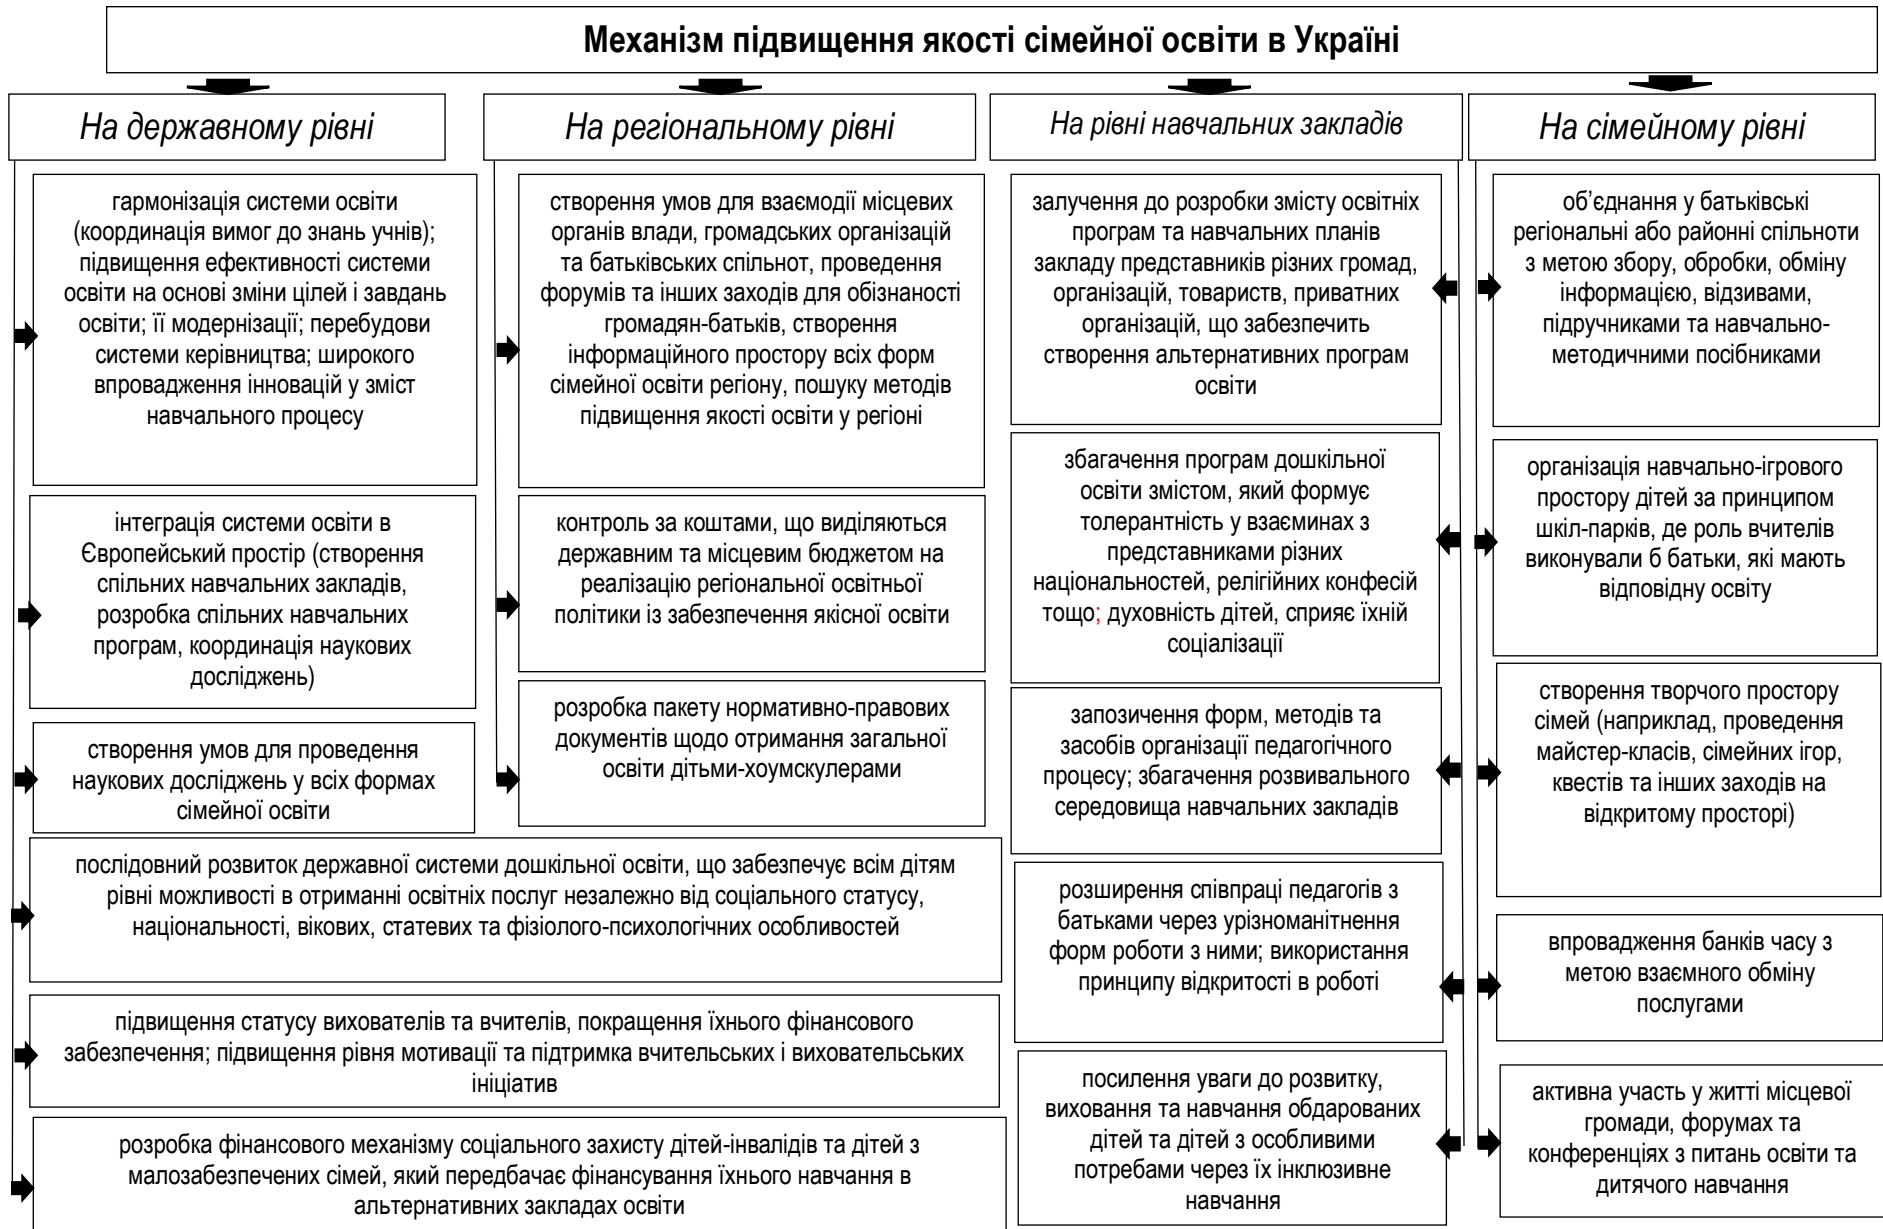 Механізм підвищення якості сімейної освіти в Україні
На державному рівні
гармонізація системи освіти
(координація вимог до знань учнів);
підвищення ефективності системи
освіти на основі зміни цілей і завдань
освіти; її модернізації; перебудови
системи керівництва; широкого
впровадження інновацій у зміст
навчального процесу
інтеграція системи освіти в
Європейський простір (створення
спільних навчальних закладів,
розробка спільних навчальних
програм, координація наукових
досліджень)
створення умов для проведення
наукових досліджень у всіх формах
сімейної освіти
послідовний розвиток державної системи дошкільної освіти, що забезпечує всім дітям
рівні можливості в отриманні освітніх послуг незалежно від соціального статусу,
національності, вікових, статевих та фізіолого-психологічних особливостей
підвищення статусу вихователів та вчителів, покращення їхнього фінансового
забезпечення; підвищення рівня мотивації та підтримка вчительських і виховательських
ініціатив
розробка фінансового механізму соціального захисту дітей-інвалідів та дітей з
малозабезпечених сімей, який передбачає фінансування їхнього навчання в
альтернативних закладах освіти
На регіональному рівні
створення умов для взаємодії місцевих
органів влади, громадських організацій
та батьківських спільнот, проведення
форумів та інших заходів для обізнаності
громадян-батьків, створення
інформаційного простору всіх форм
сімейної освіти регіону, пошуку методів
підвищення якості освіти у регіоні
контроль за коштами, що виділяються
державним та місцевим бюджетом на
реалізацію регіональної освітньої
політики із забезпечення якісної освіти
розробка пакету нормативно-правових
документів щодо отримання загальної
освіти дітьми-хоумскулерами
На рівні навчальних закладів
залучення до розробки змісту освітніх
програм та навчальних планів
закладу представників різних громад,
організацій, товариств, приватних
організацій, що забезпечить
створення альтернативних програм
освіти
збагачення програм дошкільної
освіти змістом, який формує
толерантність у взаєминах з
представниками різних
національностей, релігійних конфесій
тощо; духовність дітей, сприяє їхній
соціалізації
запозичення форм, методів та
засобів організації педагогічного
процесу; збагачення розвивального
середовища навчальних закладів
розширення співпраці педагогів з
батьками через урізноманітнення
форм роботи з ними; використання
принципу відкритості в роботі
посилення уваги до розвитку,
виховання та навчання обдарованих
дітей та дітей з особливими
потребами через їх інклюзивне
навчання
На сімейному рівні
об’єднання у батьківські
регіональні або районні спільноти
з метою збору, обробки, обміну
інформацією, відзивами,
підручниками та навчально-
методичними посібниками
організація навчально-ігрового
простору дітей за принципом
шкіл-парків, де роль вчителів
виконували б батьки, які мають
відповідну освіту
створення творчого простору
сімей (наприклад, проведення
майстер-класів, сімейних ігор,
квестів та інших заходів на
відкритому просторі)
впровадження банків часу з
метою взаємного обміну
послугами
активна участь у житті місцевої
громади, форумах та
конференціях з питань освіти та
дитячого навчання